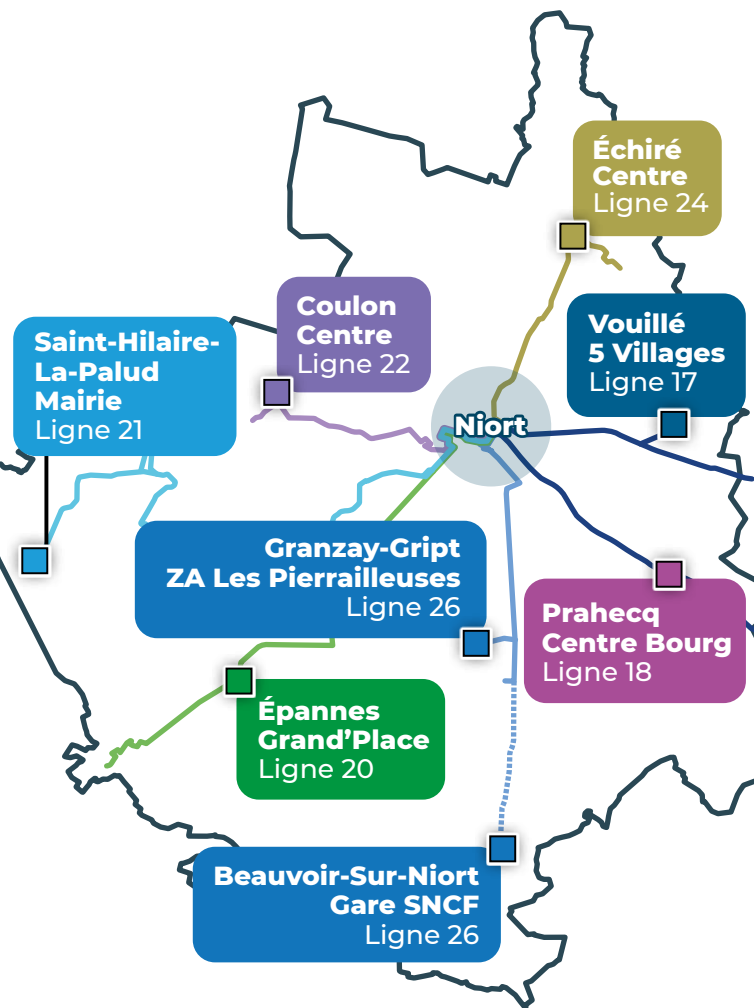 Échiré
Centre
Ligne 24
Coulon
Centre
Ligne 22
Vouillé
5 Villages
Ligne 17
Saint-Hilaire-
La-Palud
Mairie
Ligne 21
Niort
Granzay-Gript
ZA Les Pierrailleuses
Ligne 26
Prahecq
Centre Bourg
Ligne 18
Épannes
Grand’Place
Ligne 20
Beauvoir-Sur-Niort
Gare SNCF
Ligne 26